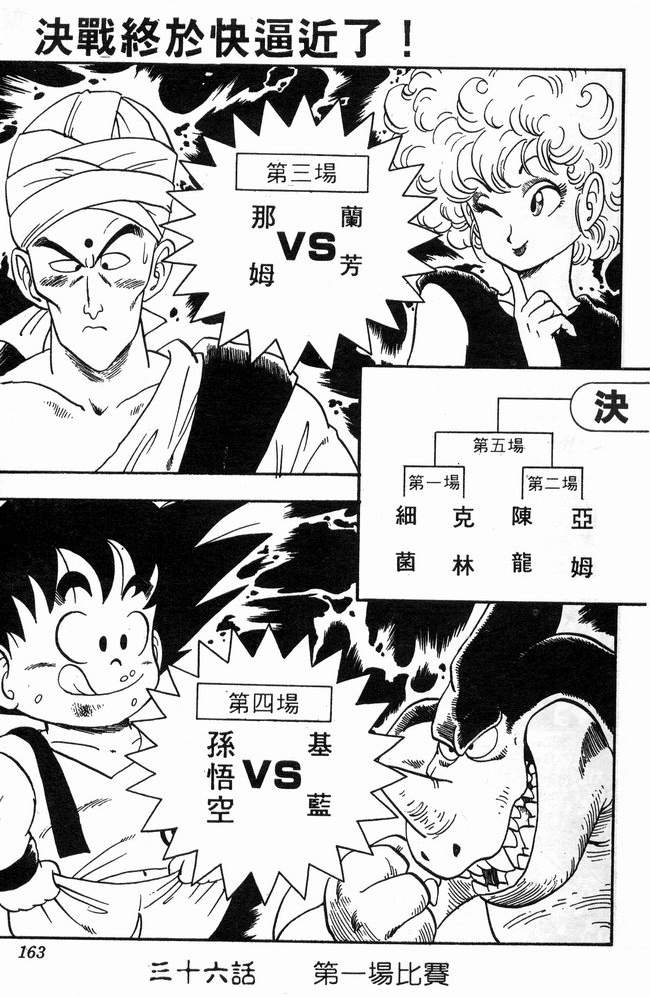 決戰終於快逼近了！
第三場
蘭芳
VS
那姆
決
第五場
第一場
第二場
亞姆
陳龍
克林
細菌
第四場
基藍
VS
孫悟空
163
三十六話 第一場比賽